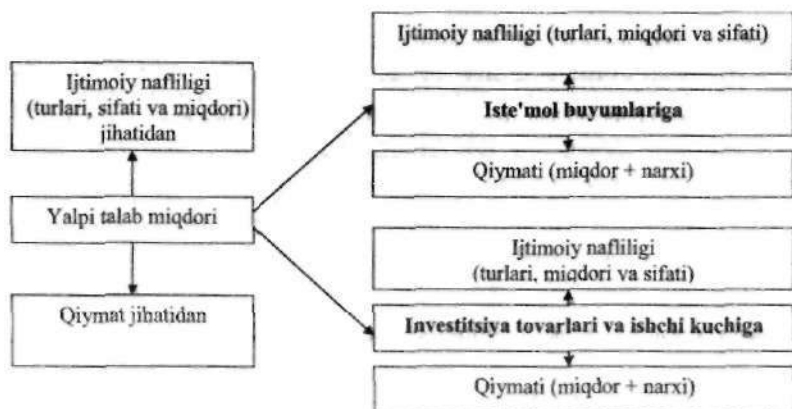 Ijtimoiy nafliligi
(turlari, sifati va miqdori)
jihatidan
Yalpi talab miqdori
Qiymat jihatidan
Ijtimoiy nafliligi (turlari, miqdori va sifati)
Iste'mol buyumlariga
Qiymati (miqdor + narxi)
Ijtimoiy nafliligi
(turlari, miqdori va sifati)
Investitsiya tovarlari va ishchi kuchiga
Qiymati (miqdor + narxi)